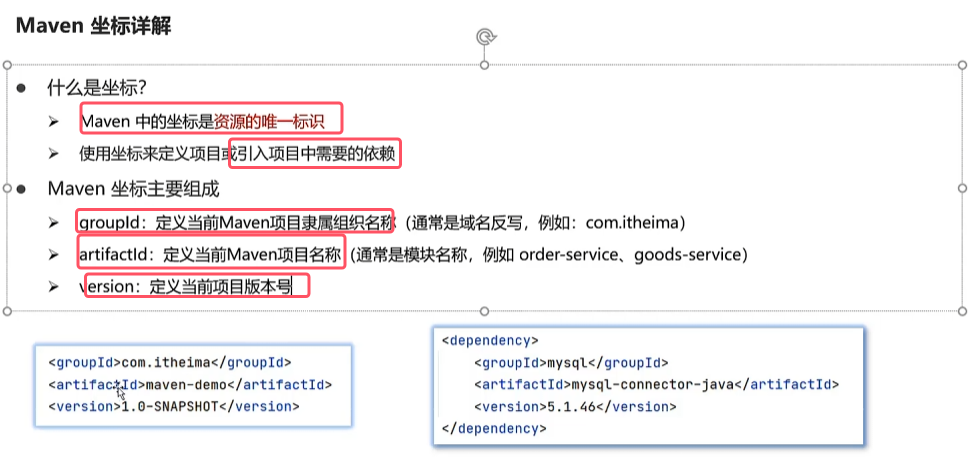 Maven 坐标详解
什么是坐标？
Maven 中的坐标是资源的唯一标识
使用坐标来定义项目或引入项目中需要的依赖
Maven 坐标主要组成
groupId：定义当前Maven项目隶属组织名称（通常是域名反写，例如：com.itheima）
artifactId：定义当前Maven项目名称（通常是模块名称，例如 order-service、goods-service）
version：定义当前项目版本号
<groupId>com.itheima</groupId>
<artifactId>maven-demo</artifactId>
<version>1.0-SNAPSHOT</version>
<dependency>
<groupId>mysql</groupId>
<artifactId>mysql-connector-java</artifactId>
<version>5.1.46</version>
</dependency>